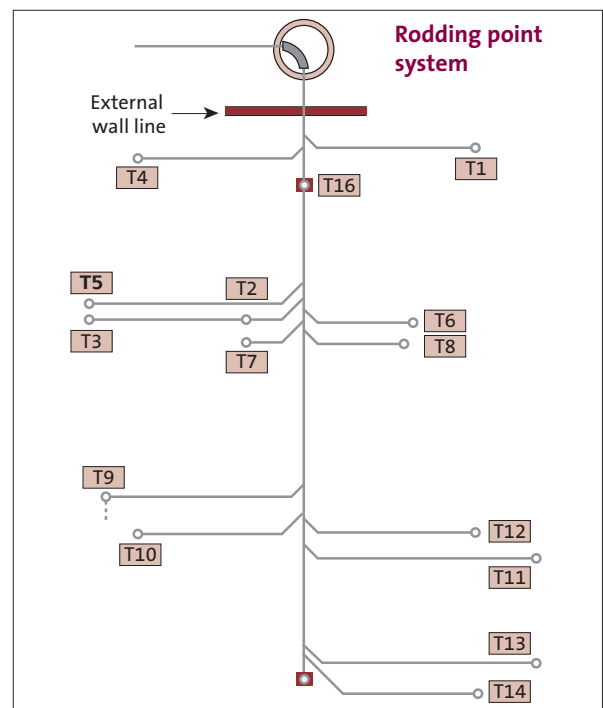 Rodding point
system
External
wall line
T4
T1
T16
T5
T2
T3
T6
T8
T7
T9
T10
T12
T11
T13
T14